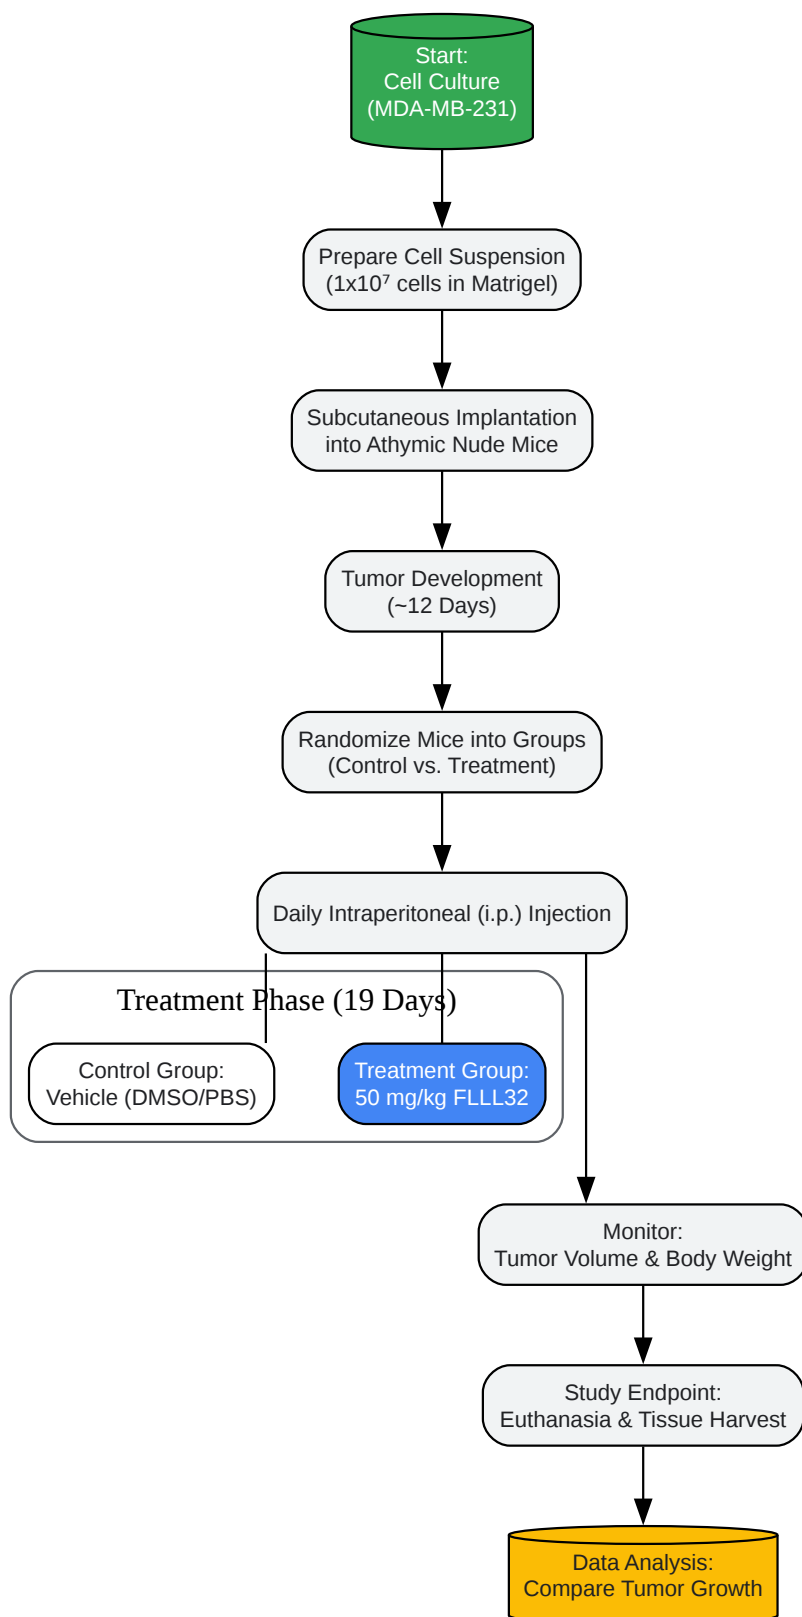 Start:
Cell Culture
(MDA-MB-231)
Prepare Cell Suspension
(1x10⁷ cells in Matrigel)
Subcutaneous Implantation
into Athymic Nude Mice
Tumor Development
(~12 Days)
Randomize Mice into Groups
(Control vs. Treatment)
Daily Intraperitoneal (i.p.) Injection
Treatment Phase (19 Days)
Control Group:
Vehicle (DMSO/PBS)
Treatment Group:
50 mg/kg FLLL32
Monitor:
Tumor Volume & Body Weight
Study Endpoint:
Euthanasia & Tissue Harvest
Data Analysis:
Compare Tumor Growth